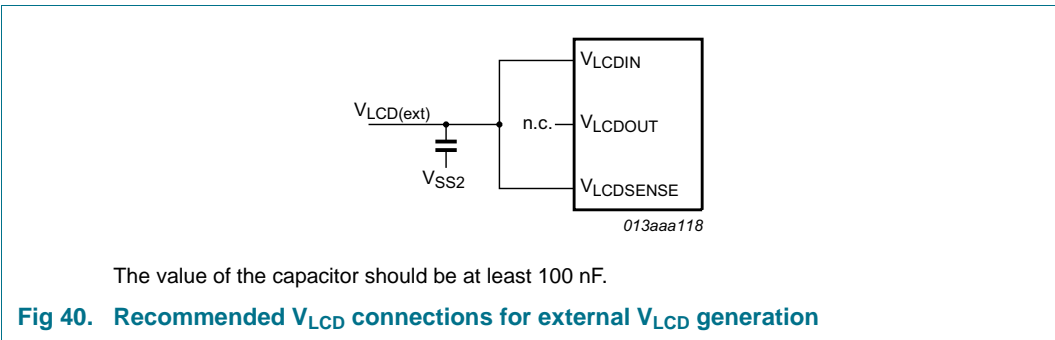 VLCDIN
VLCD(ext)
n.c.
VLCDOUT
VSS2
VLCDSENSE
013aaa118
The value of the capacitor should be at least 100 nF.
Fig 40. Recommended VLCD connections for external VLCD generation